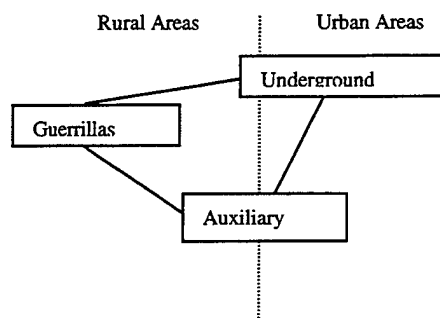 Rural Areas
Urban Areas
Underground
Guerrillas
Auxiliary